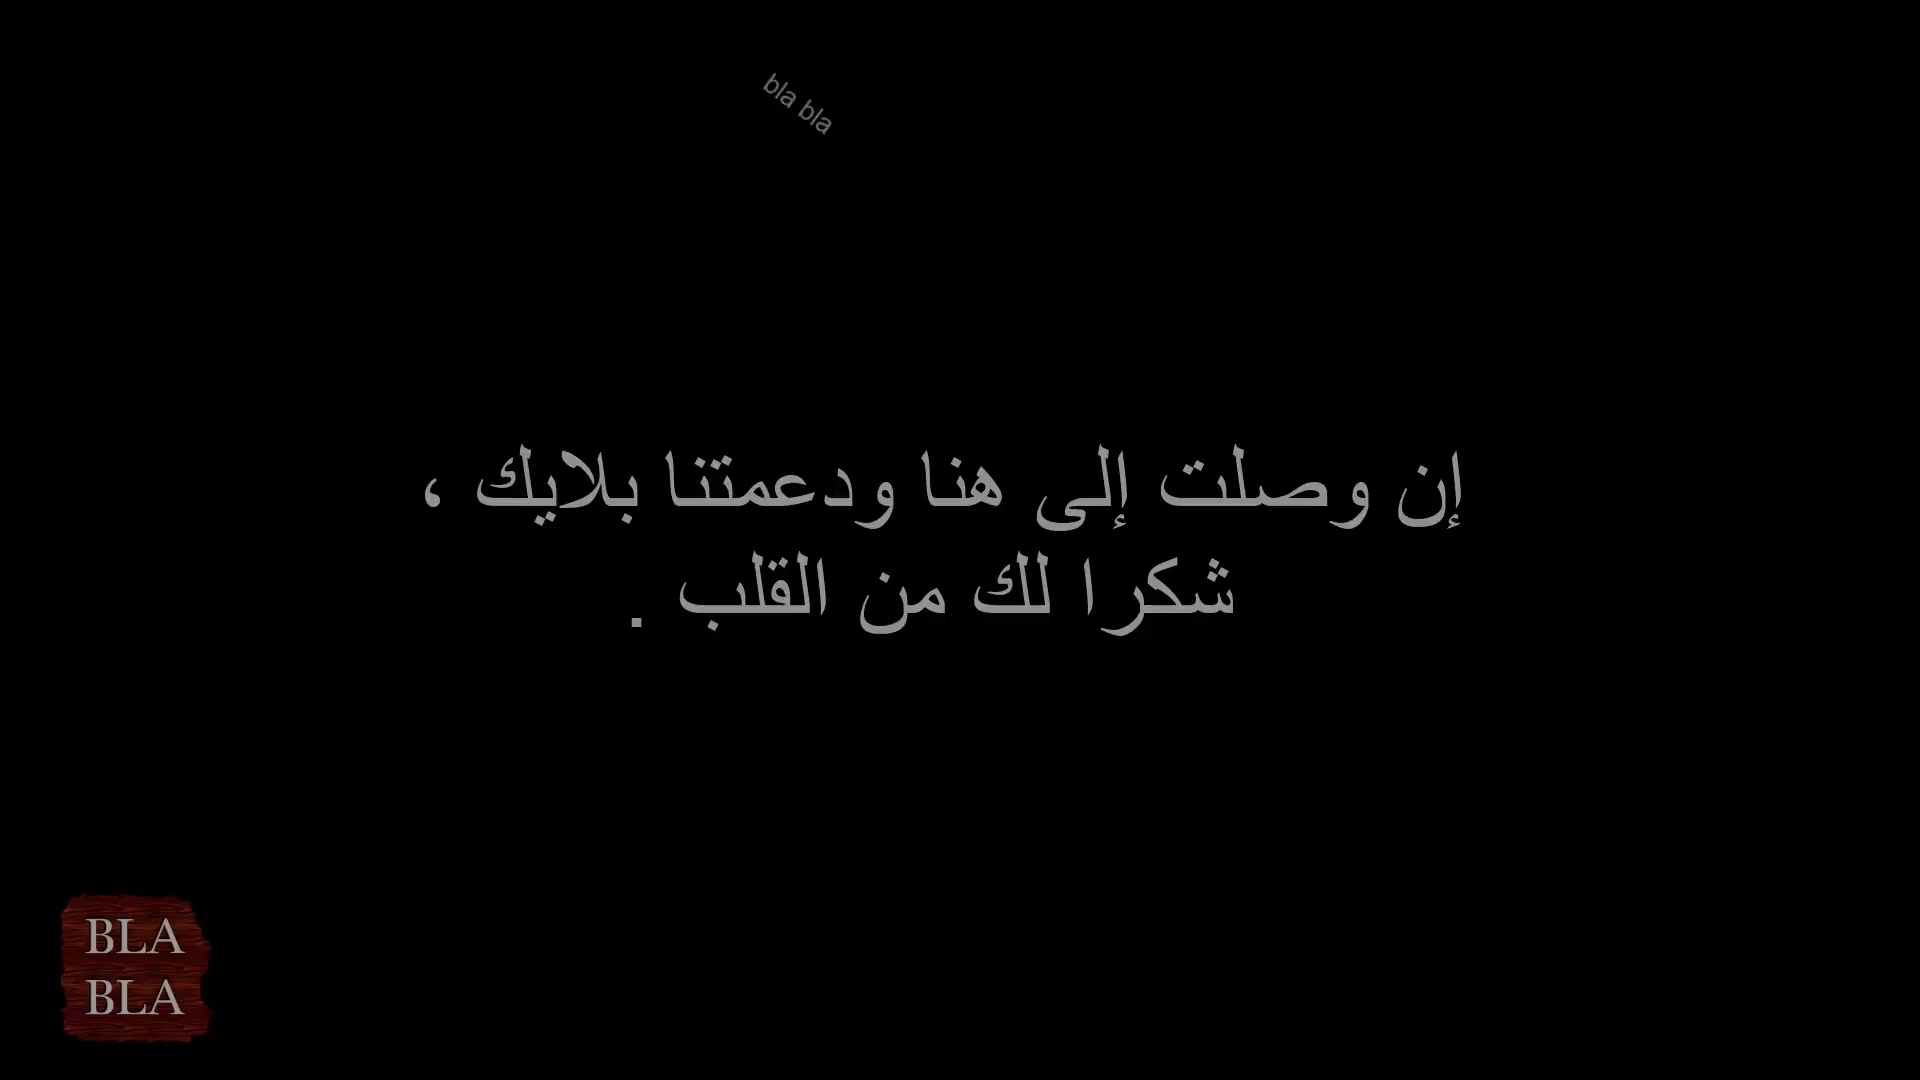 bla bla
إن وصلت إلى هنا ودعمتنا بلايك ،
شكرا لك من القلب .
BLA
BLA